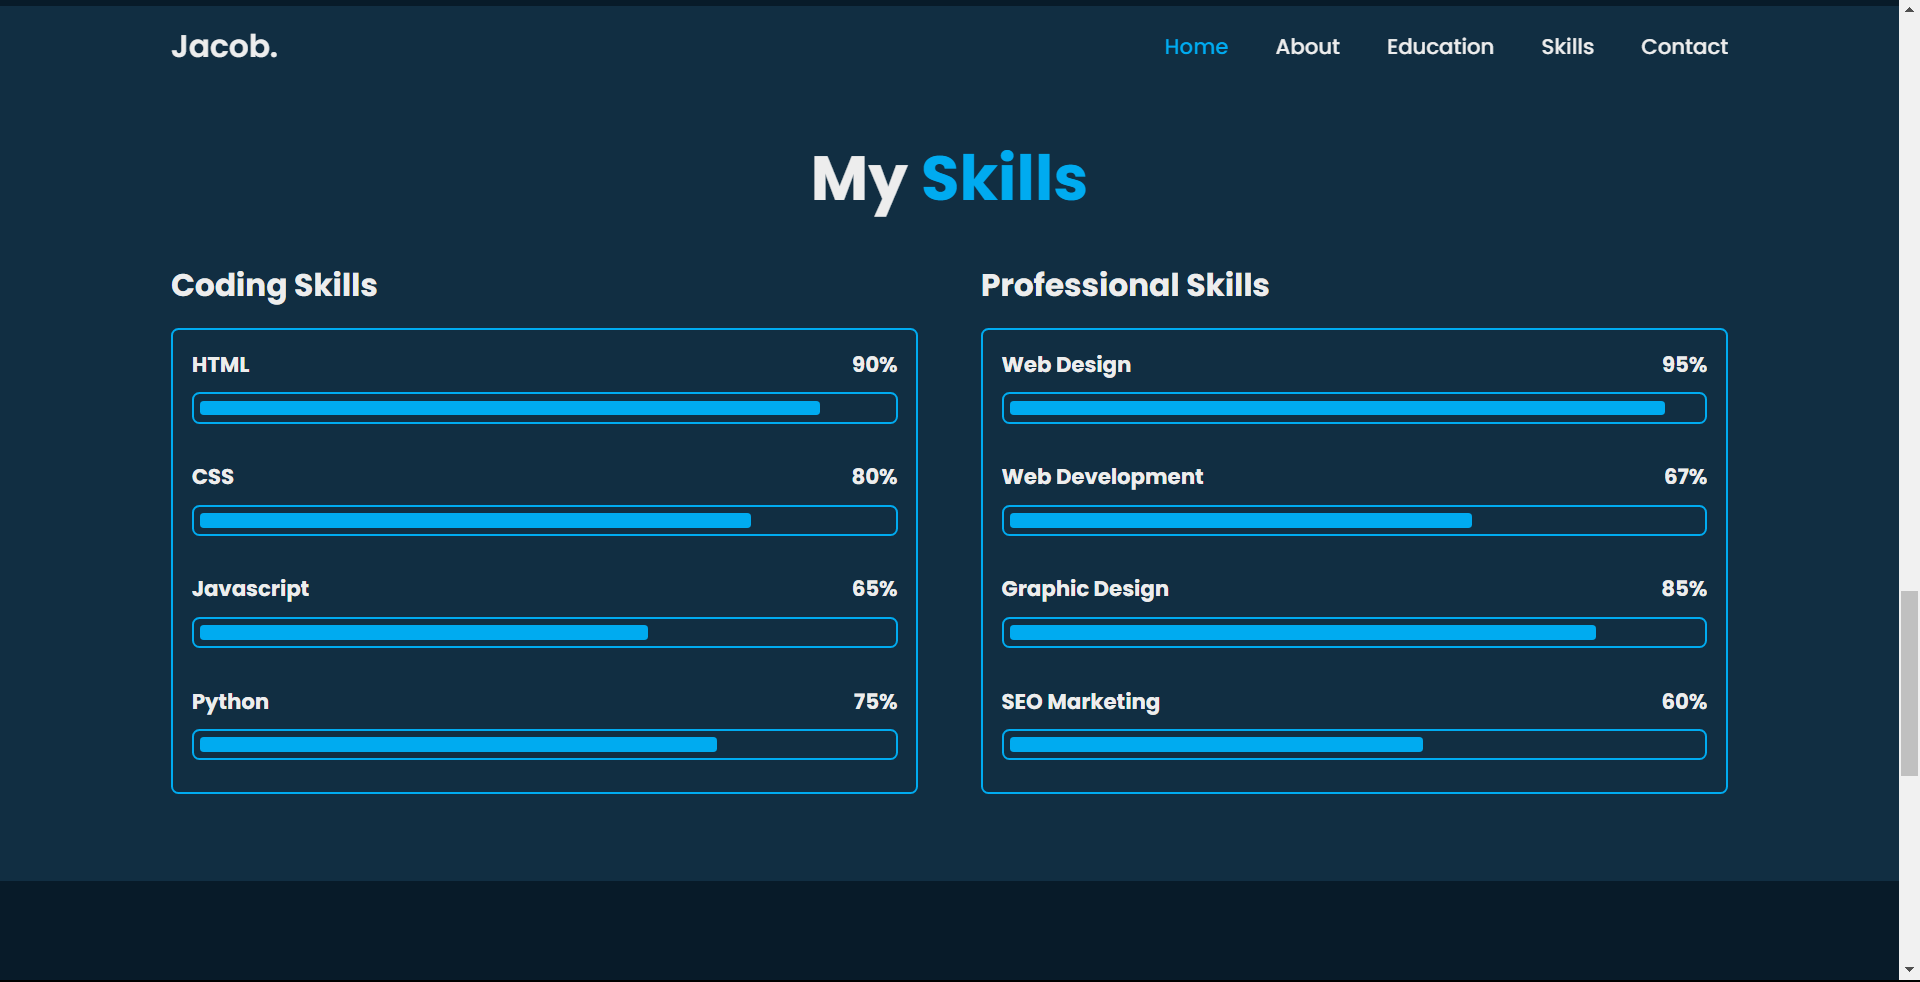 Jacob.
Home About Education Skills Contact
My Skills
Coding Skills
HTML 90%
CSS 80%
Javascript 65%
Python 75%
Professional Skills
Web Design 95%
Web Development 67%
Graphic Design 85%
SEO Marketing 60%